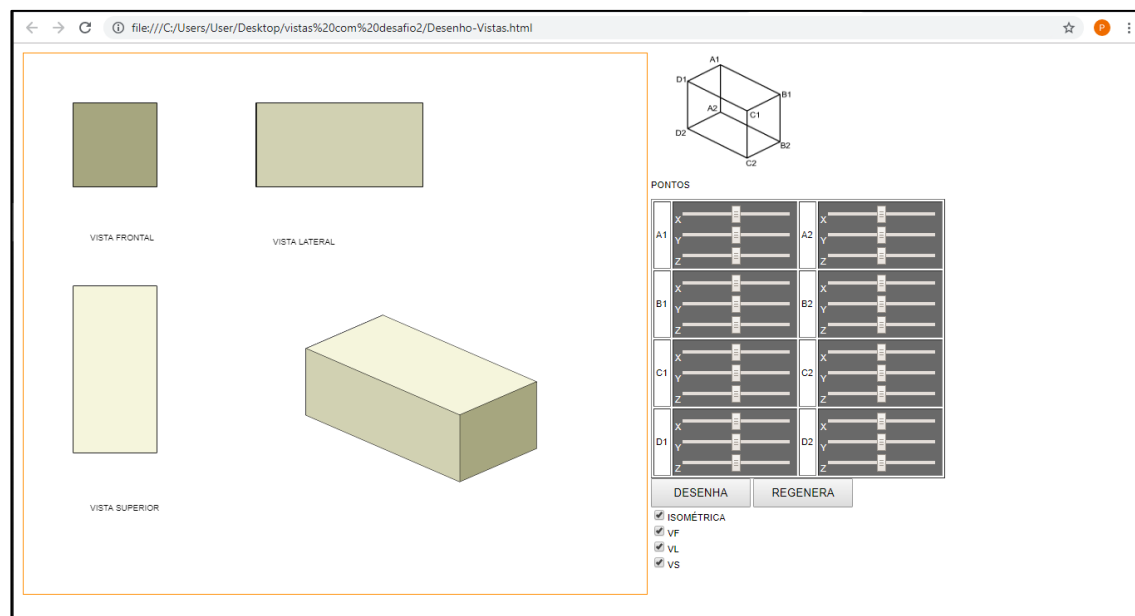 file:///C:/Users/User/Desktop/vistas%20com%20desafio2/Desenho-Vistas.html
P
VISTA FRONTAL
VISTA LATERAL
VISTA SUPERIOR
A1
D1
B1
A2
C1
D2
B2
C2
PONTOS
A1 X Y Z A2 X Y Z
B1 X Y Z B2 X Y Z
C1 X Y Z C2 X Y Z
D1 X Y Z D2 X Y Z
DESENHA REGENERA
ISOMÉTRICA
VF
VL
VS